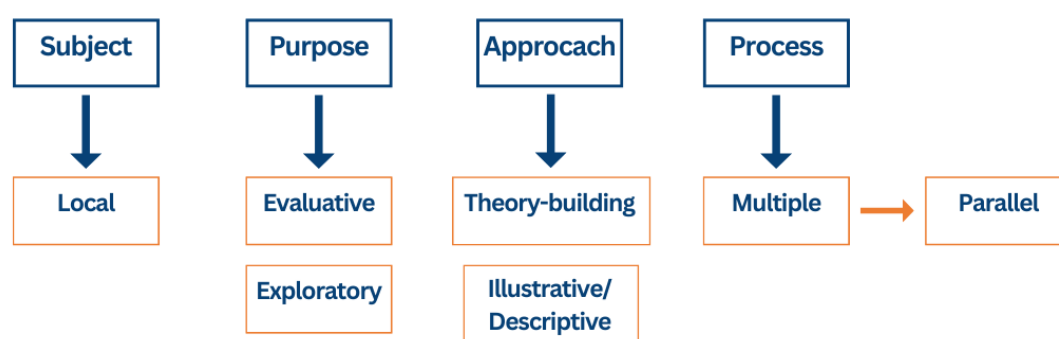 Subject
Purpose
Approcach
Process
Local
Evaluative
Theory-building
Multiple
Parallel
Exploratory
Illustrative/
Descriptive